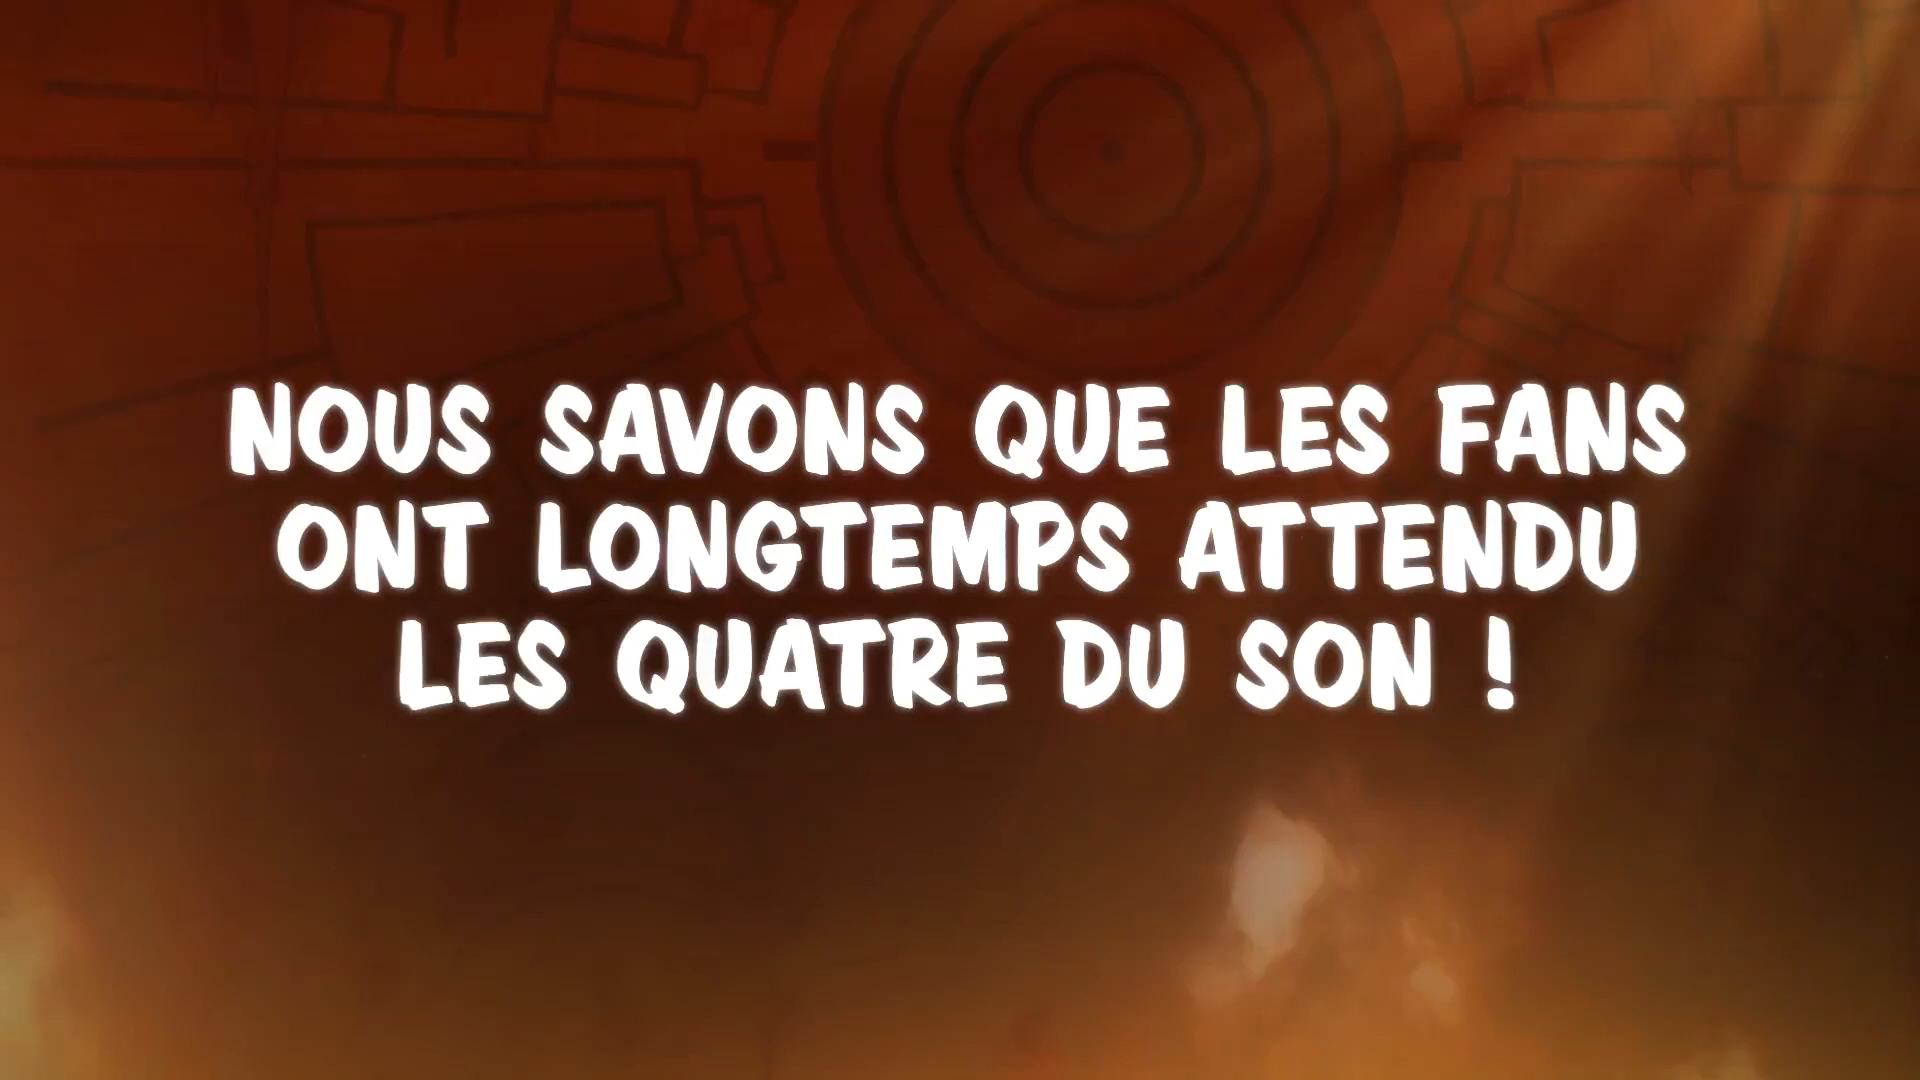 NOUS SAVONS QUE LES FANS
ONT LONGTEMPS ATTENDU
LES QUATRE DU SON !